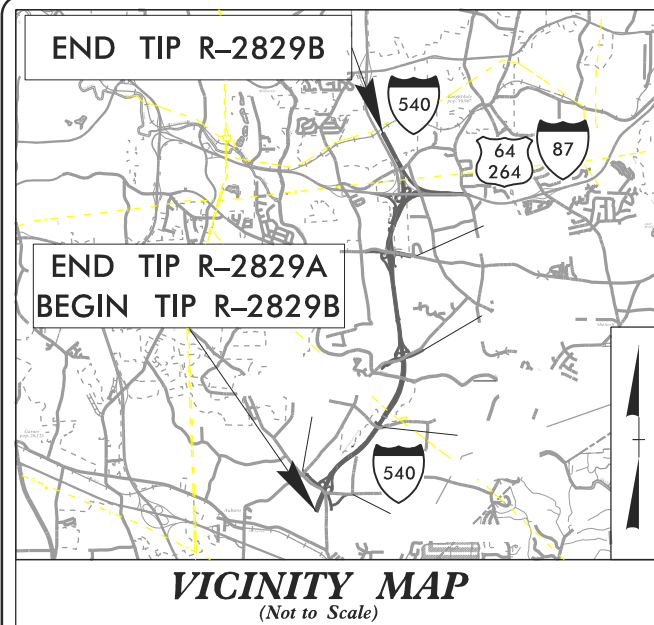 END TIP R–2829B
540
64
264
87
END TIP R–2829A
BEGIN TIP R–2829B
540
Auburn
VICINITY MAP
(Not to Scale)